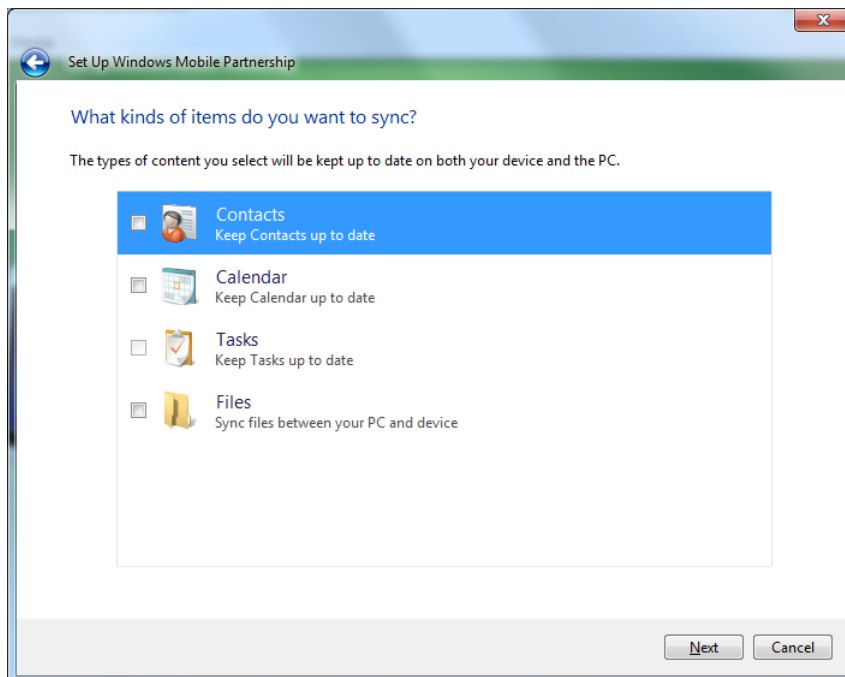 Set Up Windows Mobile Partnership
What kinds of items do you want to sync?
The types of content you select will be kept up to date on both your device and the PC.
Contacts
Keep Contacts up to date
Calendar
Keep Calendar up to date
Tasks
Keep Tasks up to date
Files
Sync files between your PC and device
Next
Cancel